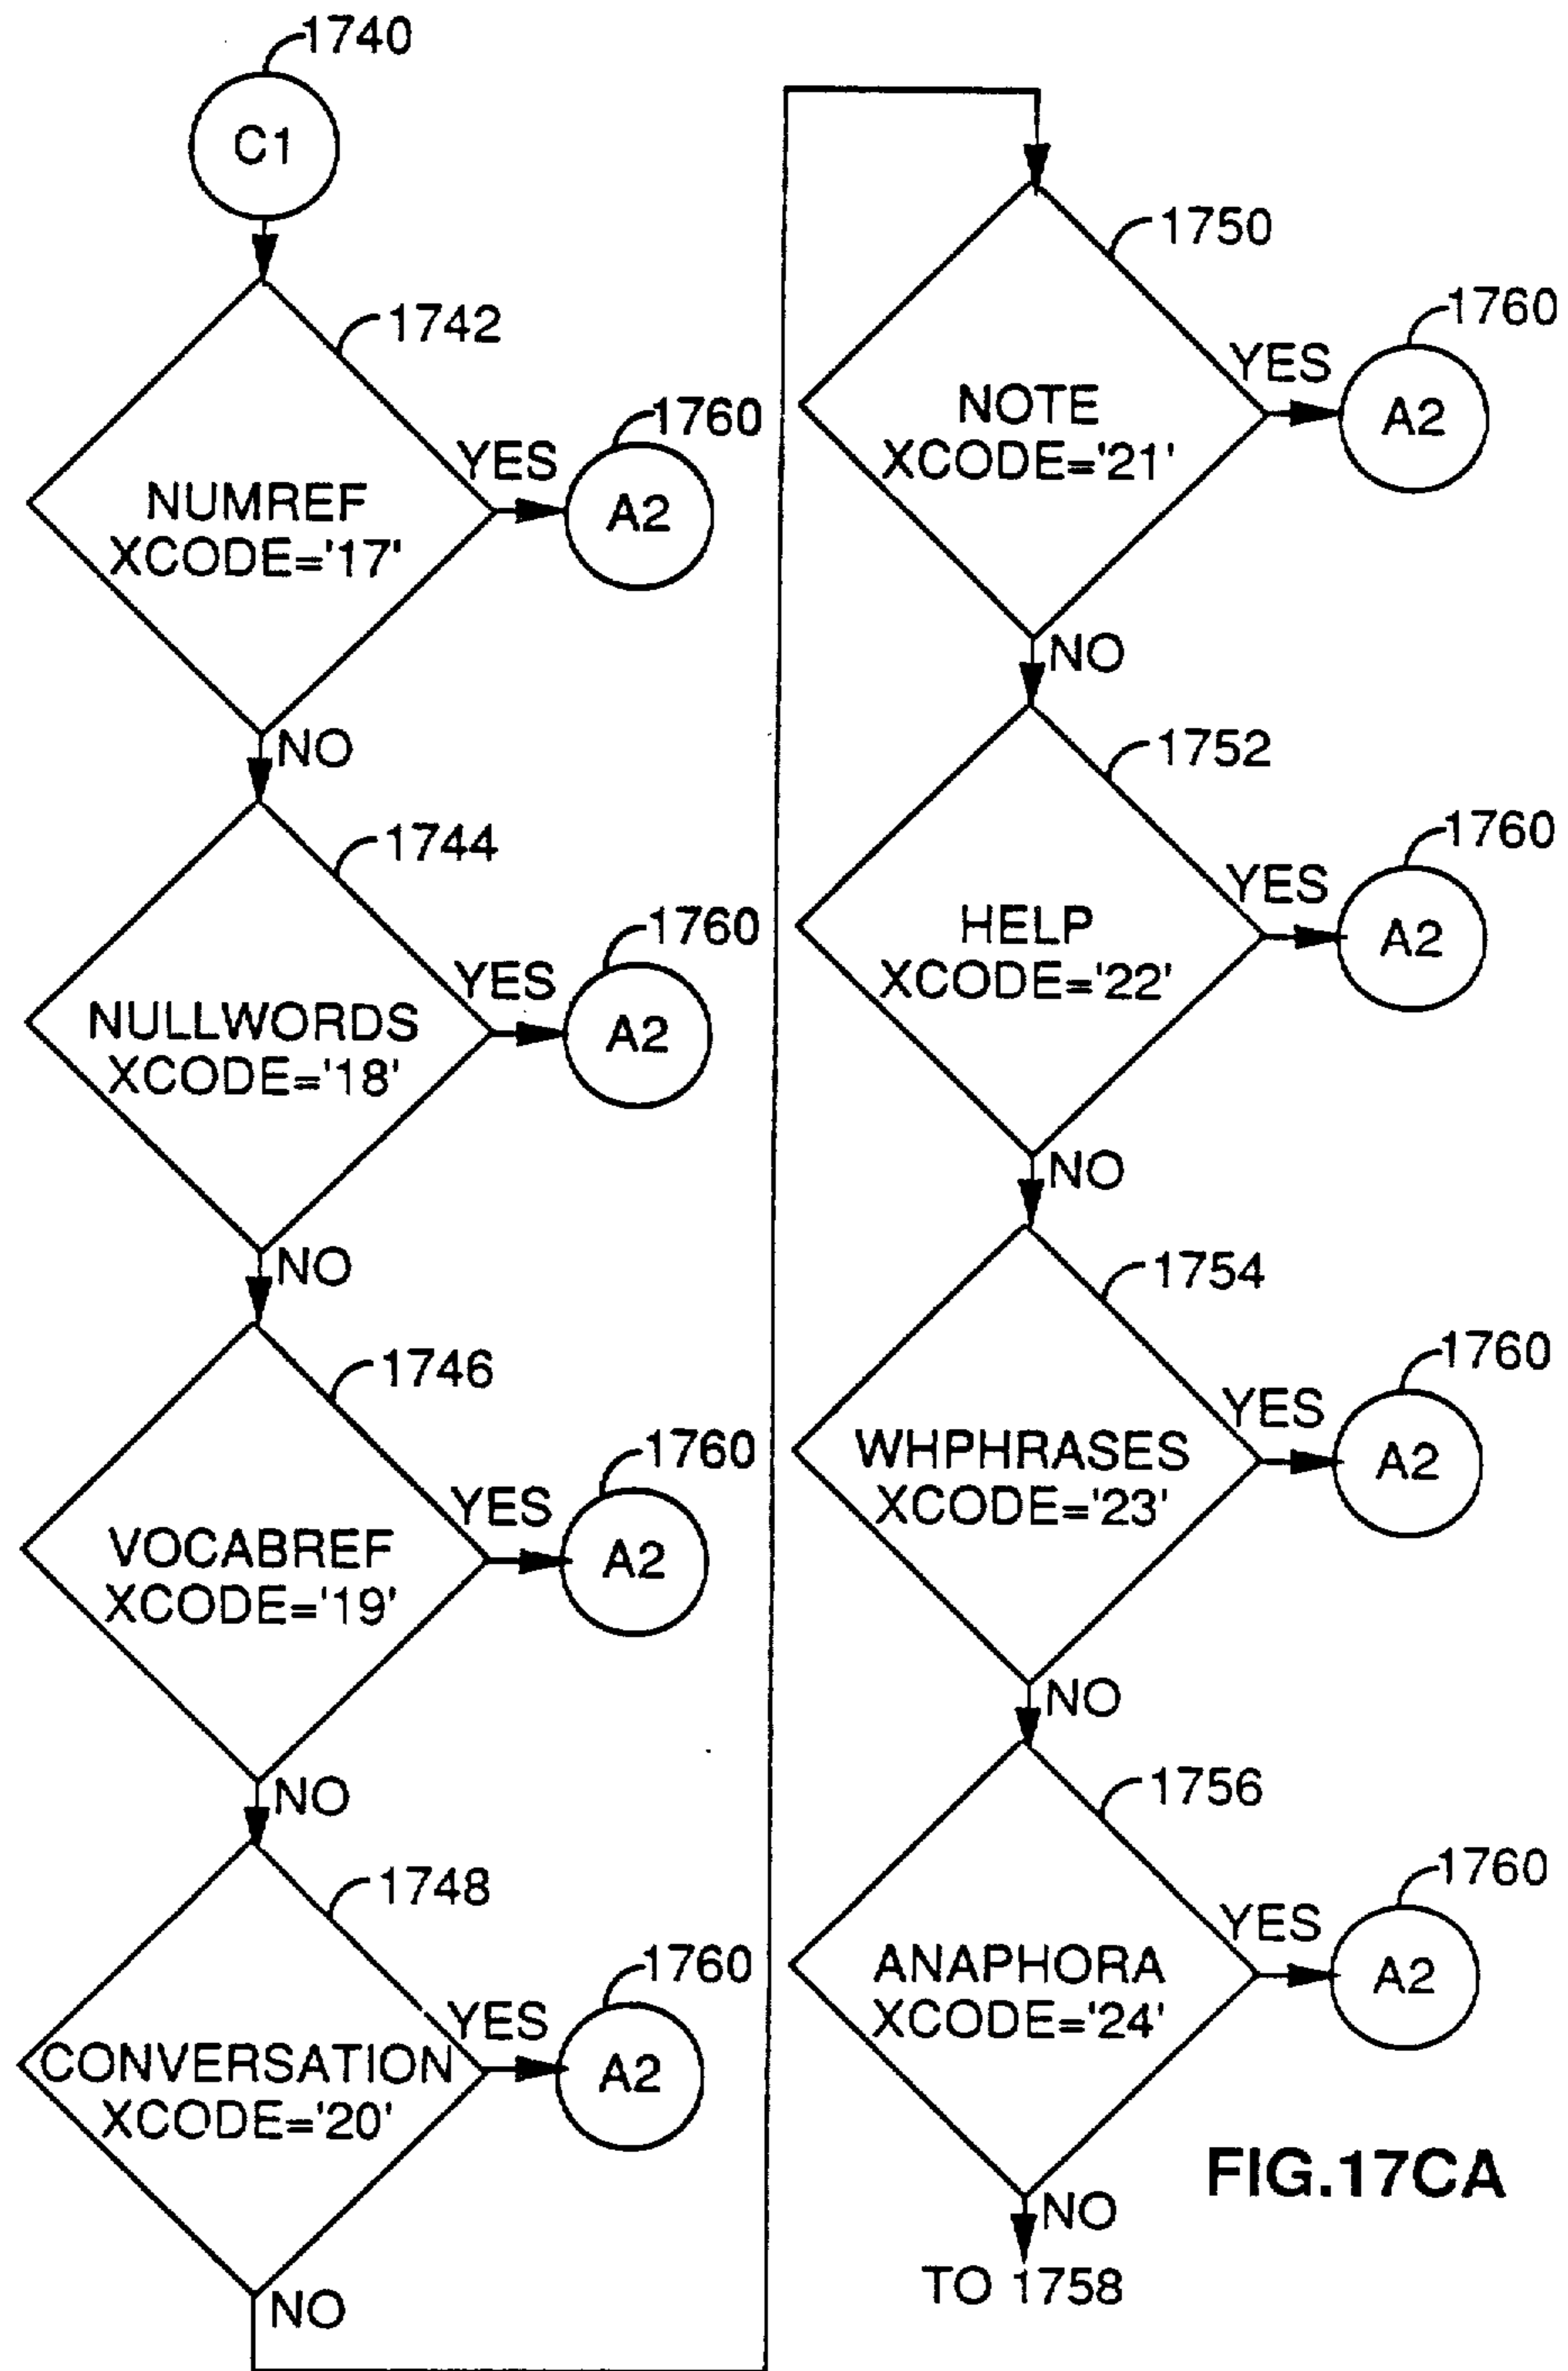 1740
C1
1742
NUMREF
XCODE='17'
YES
1760
A2
NO
1744
NULLWORDS
XCODE='18'
YES
1760
A2
NO
1746
VOCABREF
XCODE='19'
YES
1760
A2
NO
1748
CONVERSATION
XCODE='20'
YES
1760
A2
NO
1750
NOTE
XCODE='21'
YES
1760
A2
NO
1752
HELP
XCODE='22'
YES
1760
A2
NO
1754
WHPHRASES
XCODE='23'
YES
1760
A2
NO
1756
ANAPHORA
XCODE='24'
YES
1760
A2
NO
TO 1758
FIG.17CA